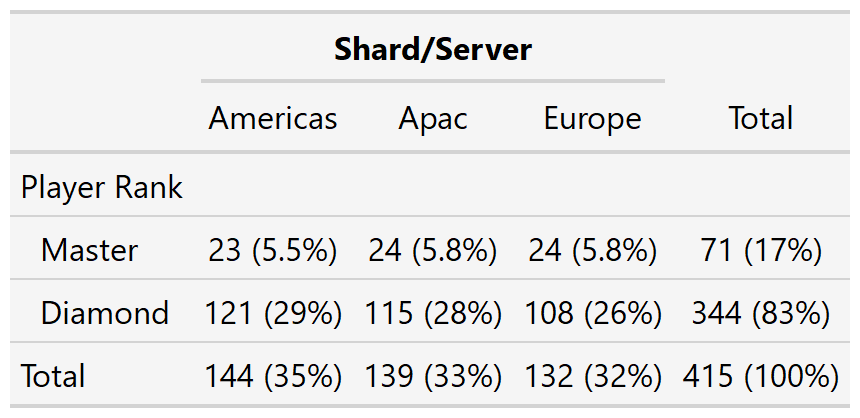 Shard/Server
Americas Apac Europe Total
Player Rank
Master 23 (5.5%) 24 (5.8%) 24 (5.8%) 71 (17%)
Diamond 121 (29%) 115 (28%) 108 (26%) 344 (83%)
Total 144 (35%) 139 (33%) 132 (32%) 415 (100%)